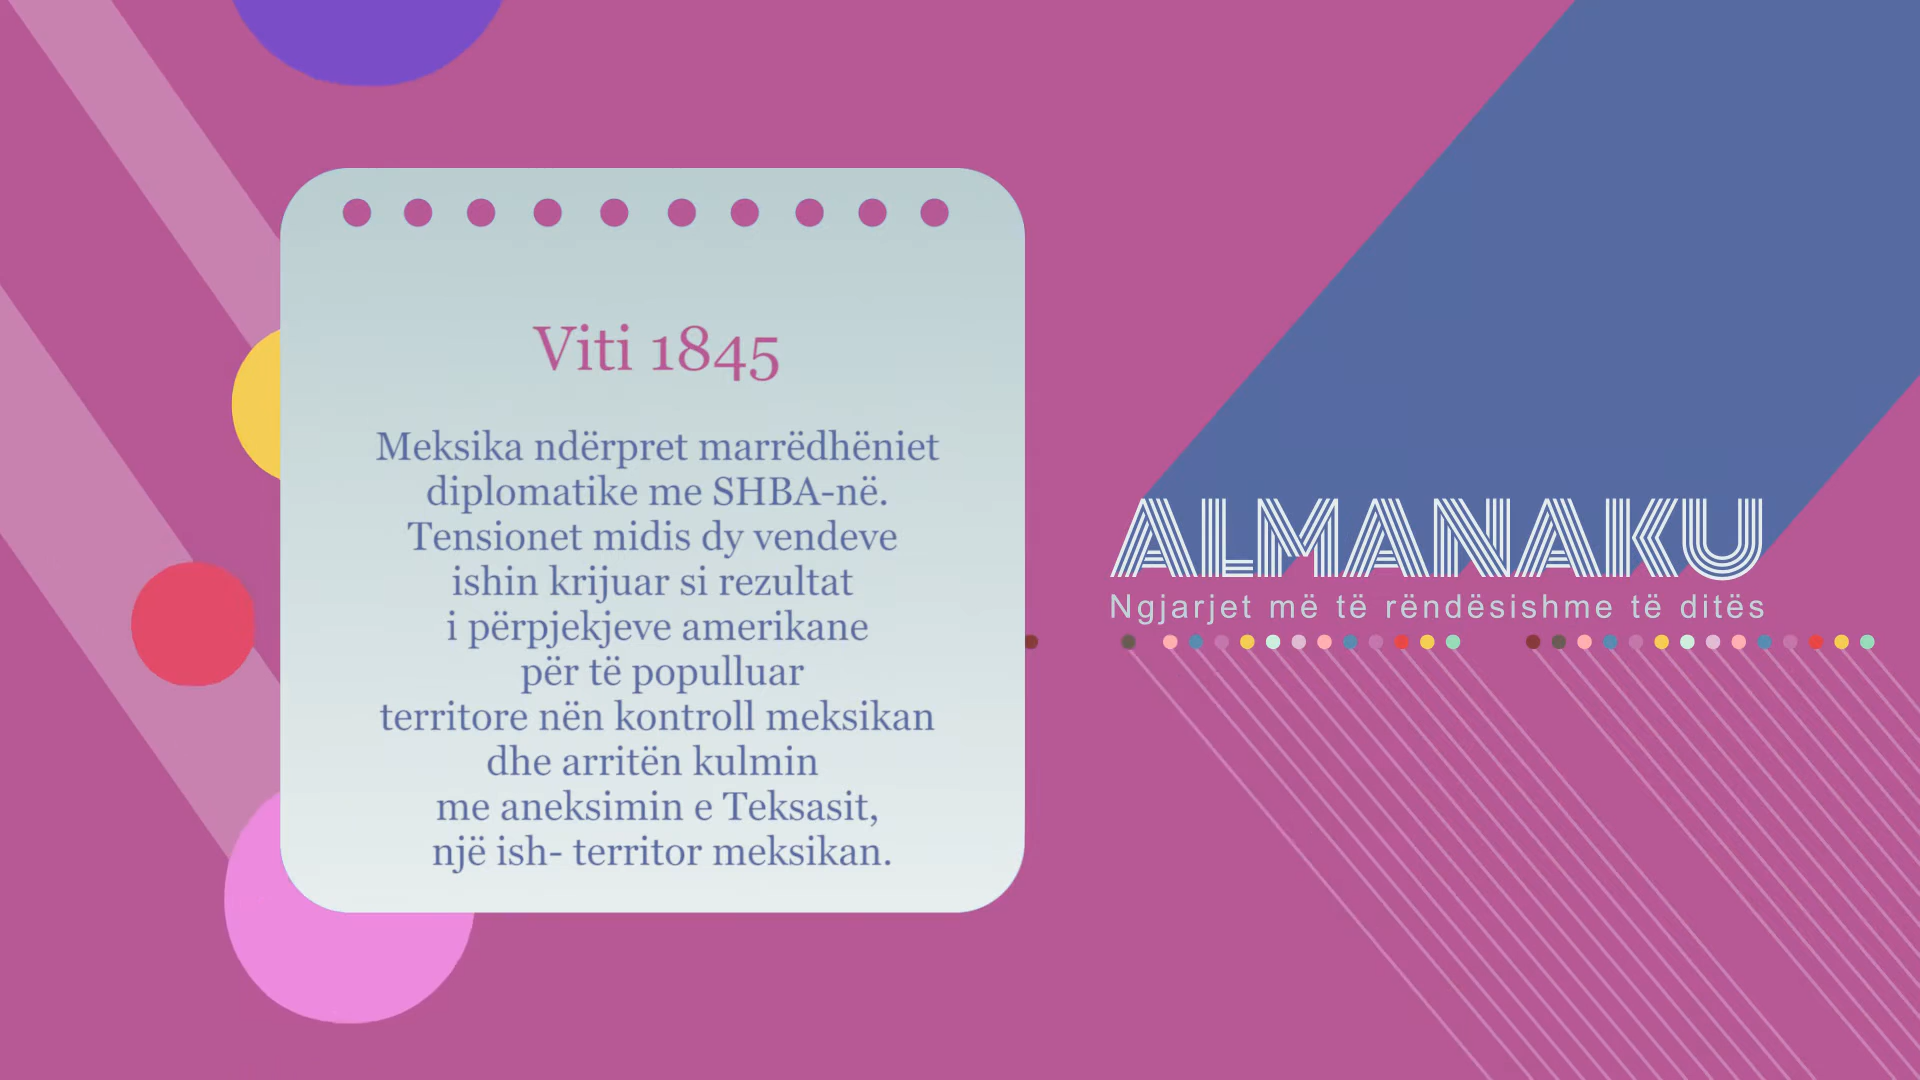 Viti 1845
Meksika ndërpret marrëdhëniet
diplomatike me SHBA-në.
Tensionet midis dy vendeve
ishin krijuar si rezultat
i përpjekjeve amerikane
për të populluar
territore nën kontroll meksikan
dhe arritën kulmin
me aneksimin e Teksasit,
një ish- territor meksikan.
ALMANAKU
Ngjarjet më të rëndësishme të ditës